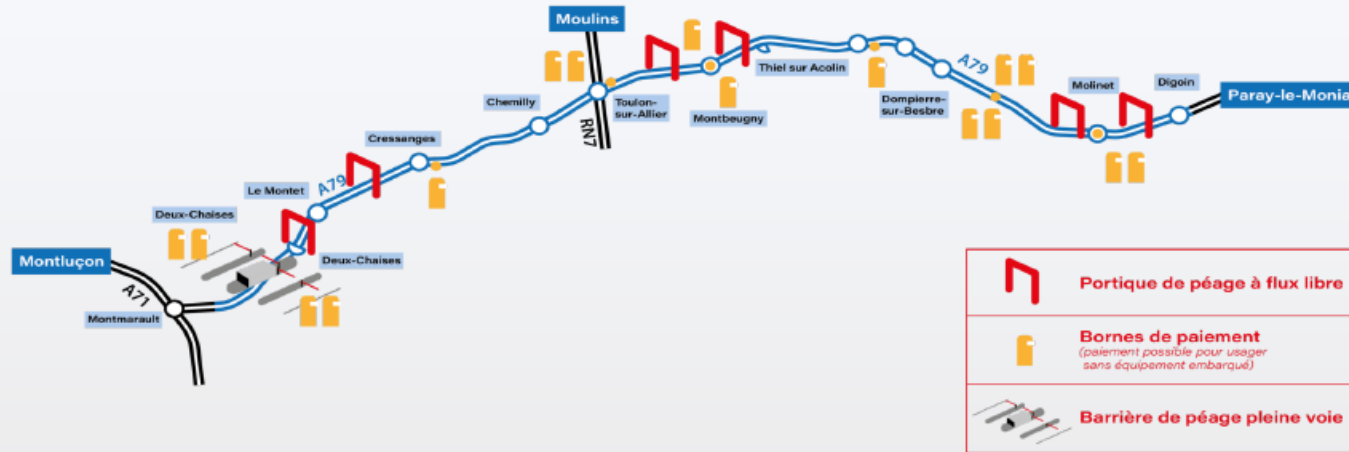 Moulins
A79
Thiel sur Acolin
Molinet
Digoin
Paray-le-Monia
Chemilly
Toulon-
sur-Allier
Montbeugny
Dompierre-
sur-Besbre
RN7
Cressanges
Le Montet
A79
Deux-Chaises
Deux-Chaises
Montluçon
A71
Montmarault
Portique de péage à flux libre
Bornes de paiement
(paiement possible pour usager
sans équipement embarqué)
Barrière de péage pleine voie